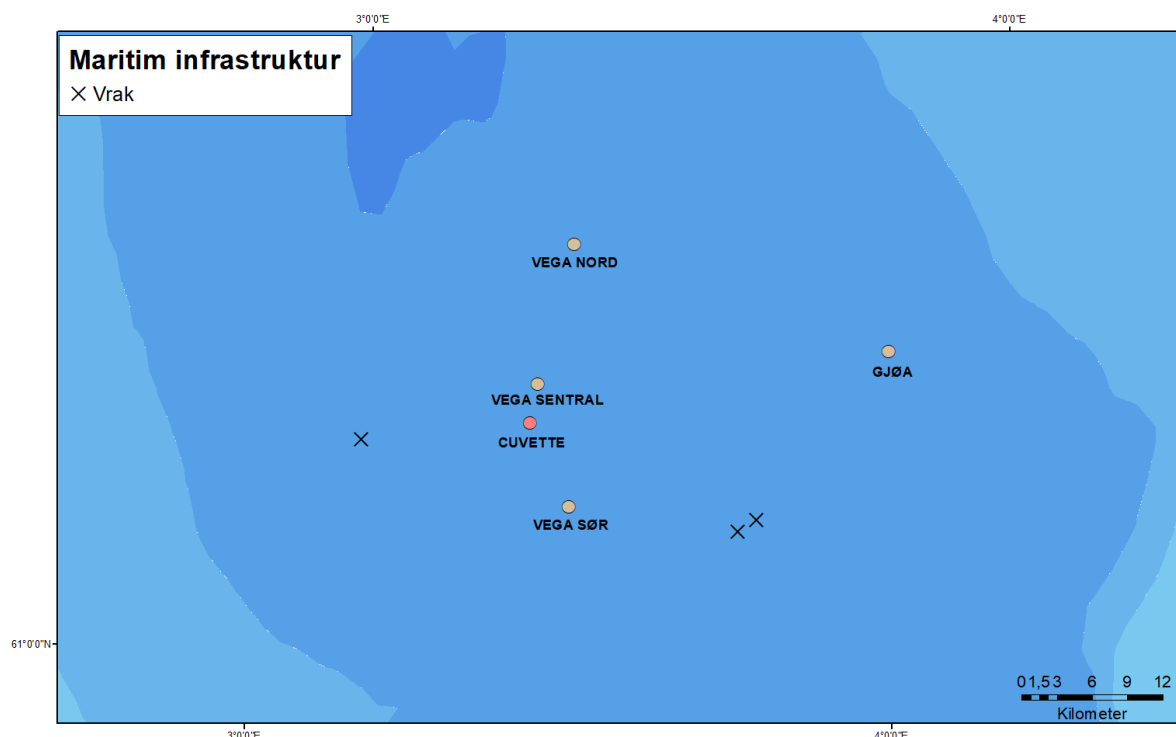 3°0'0"E 4°0'0"E
Maritim infrastruktur
Vrak
VEGA NORD
GJØA
VEGA SENTRAL
CUVETTE
VEGA SØR
61°0'0"N
0 1,5 3 6 9 12
Kilometer
3°0'0"E 4°0'0"E